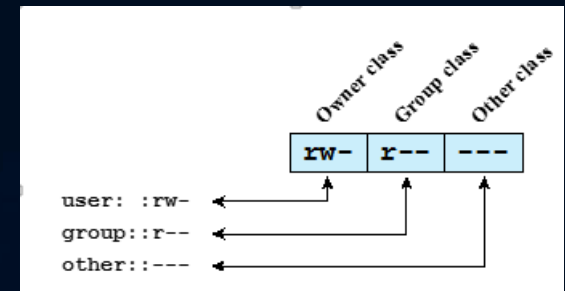 Owner class
Group class
Other class
rw- r-- ---
user: :rw-
group::r--
other::---